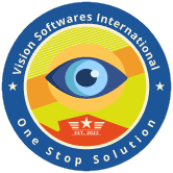 Vision Softwares International
EST. 2022
One Stop Solution